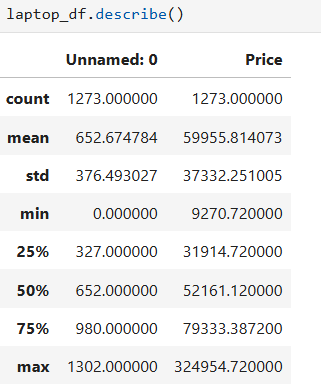 laptop_df.describe()
Unnamed: 0 Price
count 1273.000000 1273.000000
mean 652.674784 59955.814073
std 376.493027 37332.251005
min 0.000000 9270.720000
25% 327.000000 31914.720000
50% 652.000000 52161.120000
75% 980.000000 79333.387200
max 1302.000000 324954.720000